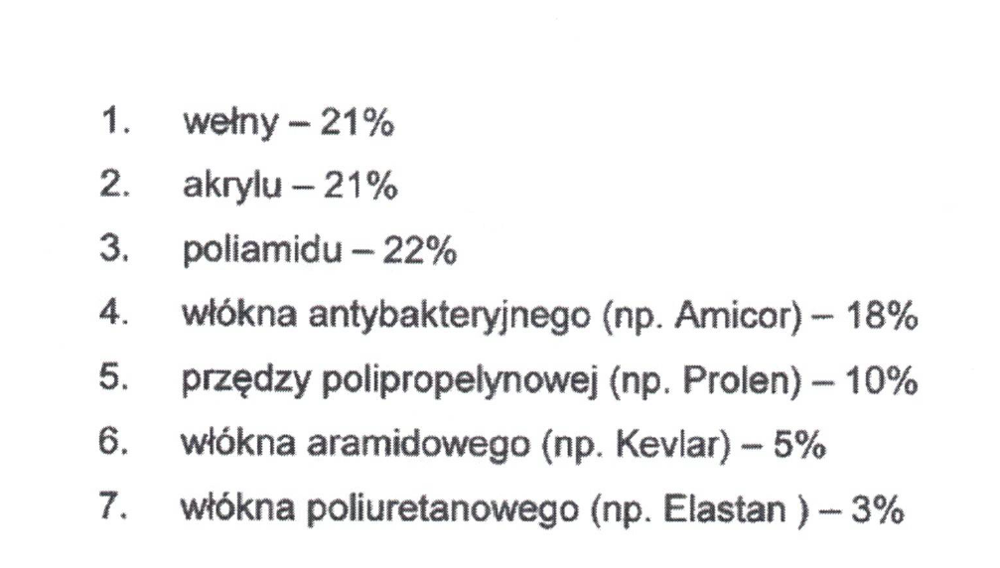 1. wełny – 21%
2. akrylu – 21%
3. poliamidu – 22%
4. włókna antybakteryjnego (np. Amicor) – 18%
5. przędzy polipropelynowej (np. Prolen) – 10%
6. włókna aramidowego (np. Kevlar) – 5%
7. włókna poliuretanowego (np. Elastan ) – 3%